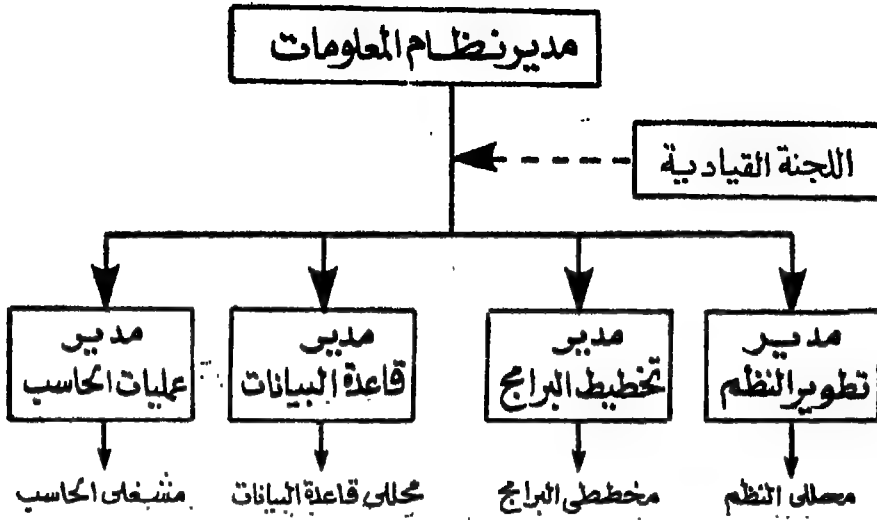 مدير نظام المعلومات
اللجنة القيادية
مدير
تطوير النظم
مدير
تخطيط البرامج
مدير
قاعدة البيانات
مدير
عمليات الحاسب
محللى النظم
مخططى البرامج
محللى قاعدة البيانات
مشغلى الحاسب